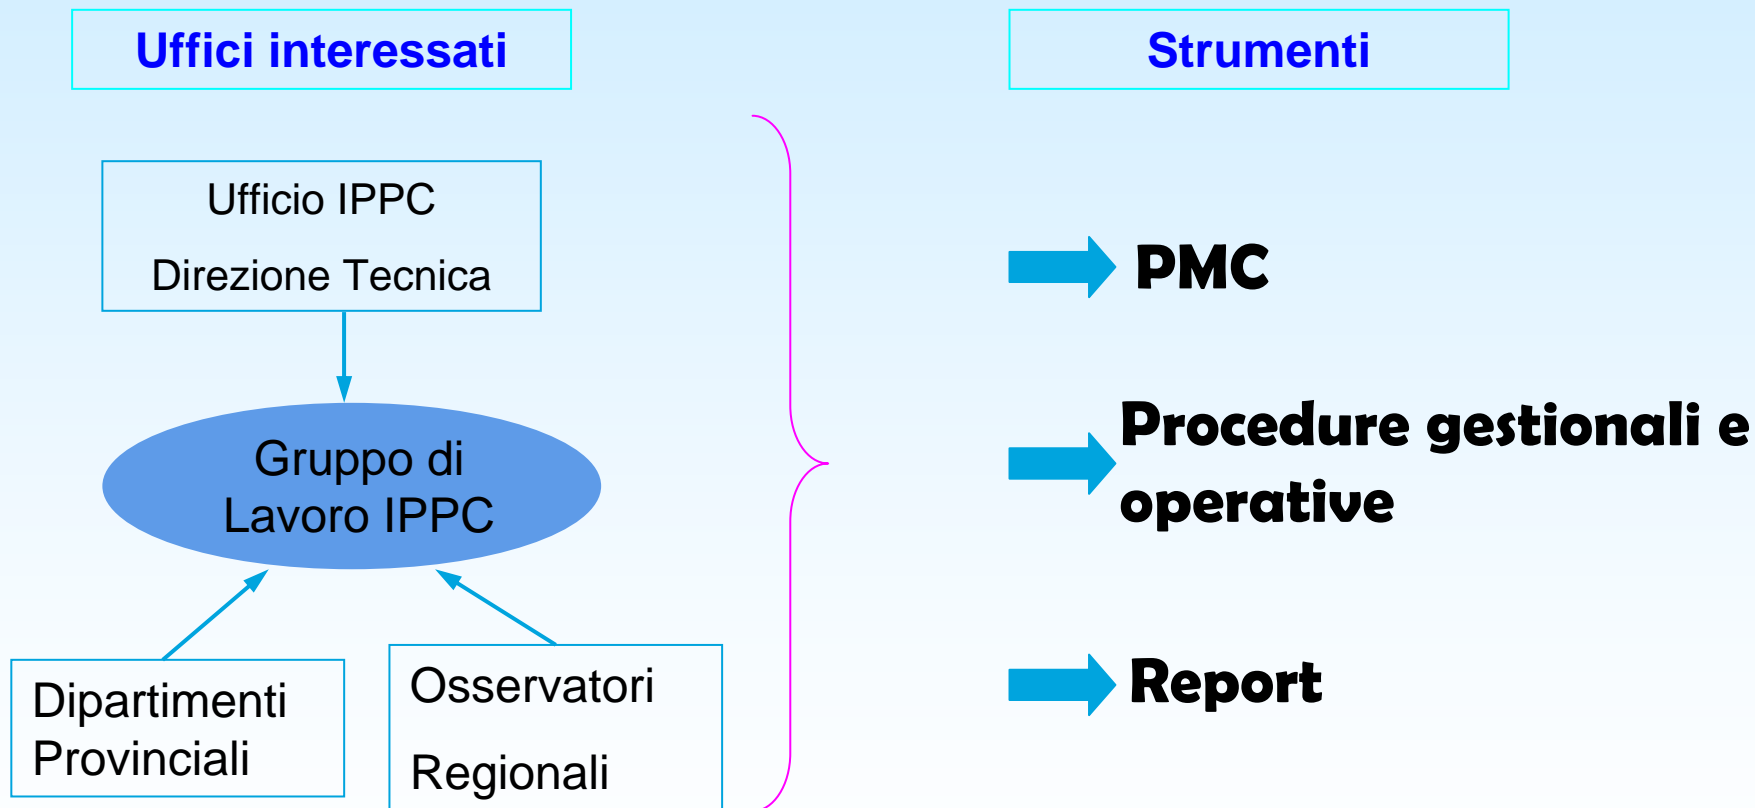 Uffici interessati
Strumenti
Ufficio IPPC
Direzione Tecnica
Gruppo di
Lavoro IPPC
Dipartimenti
Provinciali
Osservatori
Regionali
PMC
Procedure gestionali e
operative
Report